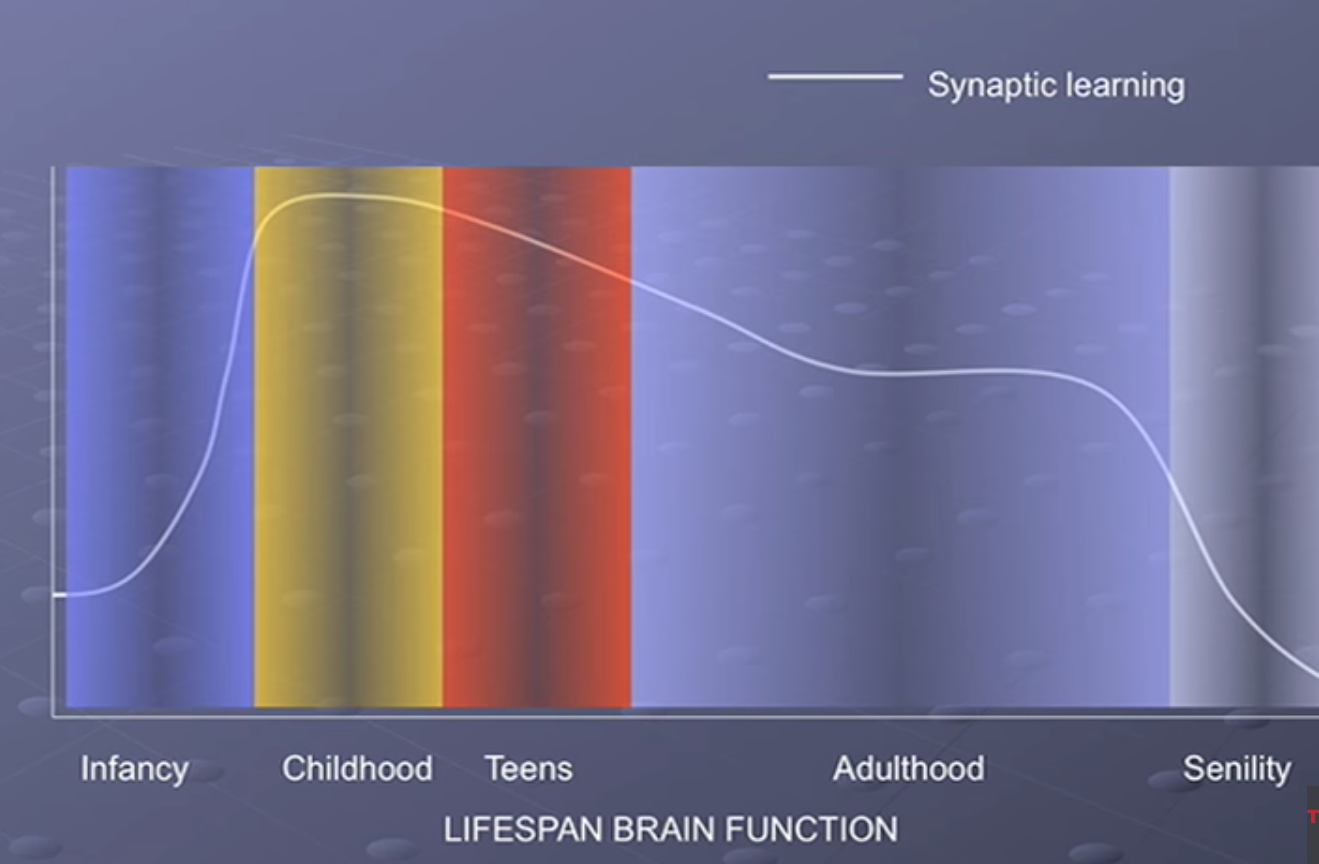 Synaptic learning
Infancy Childhood Teens Adulthood Senility
LIFESPAN BRAIN FUNCTION
T